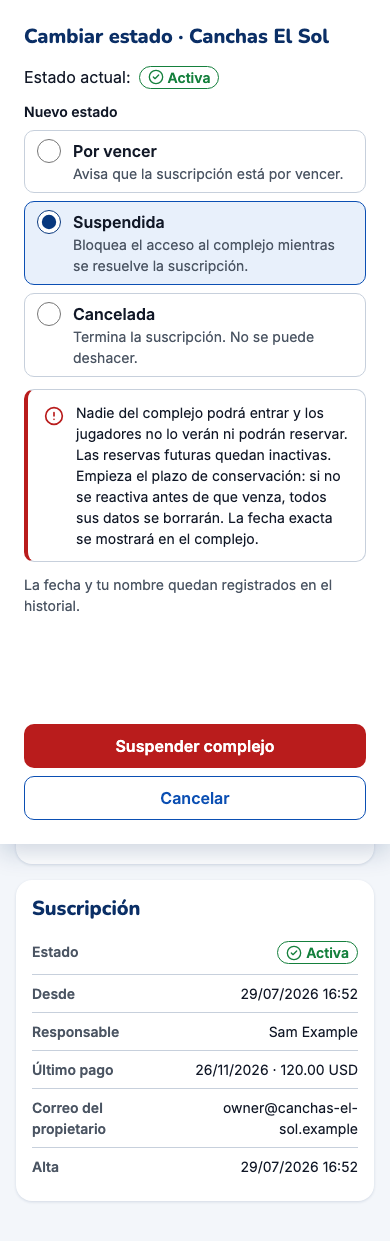 Cambiar estado · Canchas El Sol
Estado actual: Activa
Nuevo estado
Por vencer
Avisa que la suscripción está por vencer.
Suspendida
Bloquea el acceso al complejo mientras
se resuelve la suscripción.
Cancelada
Termina la suscripción. No se puede
deshacer.
Nadie del complejo podrá entrar y los
jugadores no lo verán ni podrán reservar.
Las reservas futuras quedan inactivas.
Empieza el plazo de conservación: si no
se reactiva antes de que venza, todos
sus datos se borrarán. La fecha exacta
se mostrará en el complejo.
La fecha y tu nombre quedan registrados en el
historial.
Suspender complejo
Cancelar
Suscripción
Estado Activa
Desde 29/07/2026 16:52
Responsable Sam Example
Último pago 26/11/2026 · 120.00 USD
Correo del owner@canchas-el-
propietario sol.example
Alta 29/07/2026 16:52